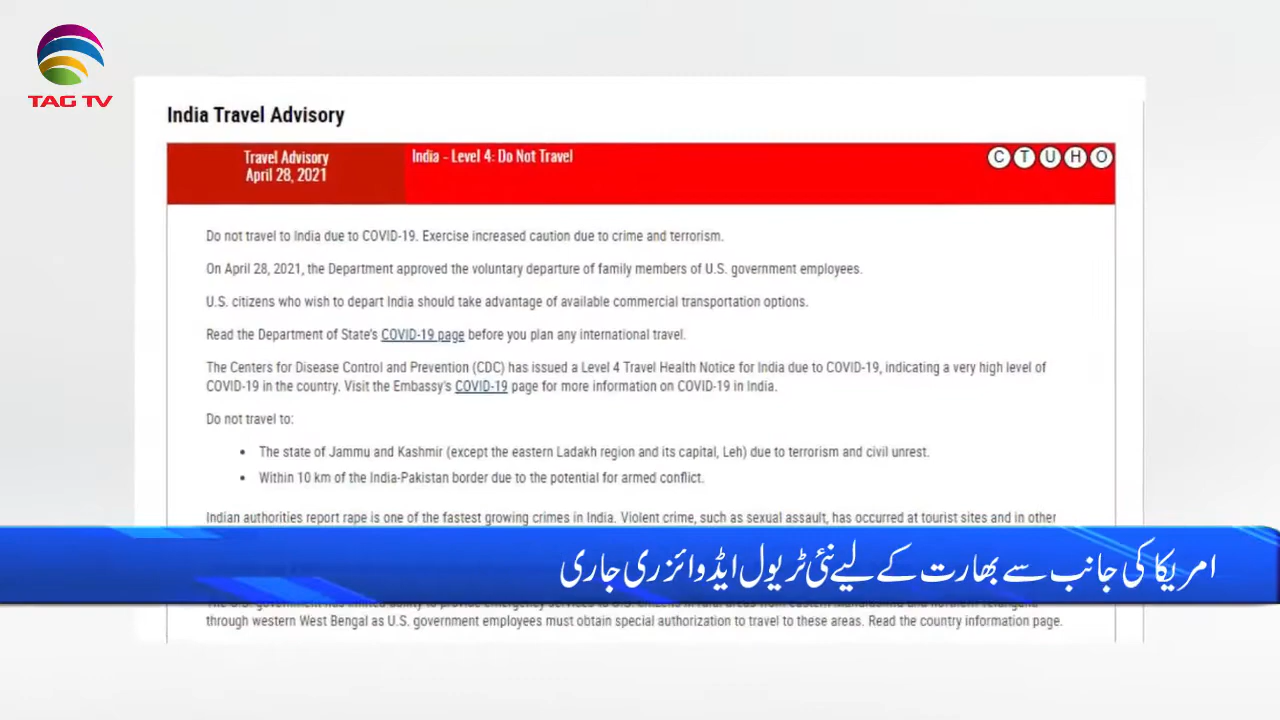 TAG TV
India Travel Advisory
Travel Advisory
April 28, 2021
India - Level 4: Do Not Travel
C T U H O
Do not travel to India due to COVID-19. Exercise increased caution due to crime and terrorism.
On April 28, 2021, the Department approved the voluntary departure of family members of U.S. government employees.
U.S. citizens who wish to depart India should take advantage of available commercial transportation options.
Read the Department of State's COVID-19 page before you plan any international travel.
The Centers for Disease Control and Prevention (CDC) has issued a Level 4 Travel Health Notice for India due to COVID-19, indicating a very high level of
COVID-19 in the country. Visit the Embassy's COVID-19 page for more information on COVID-19 in India.
Do not travel to:
• The state of Jammu and Kashmir (except the eastern Ladakh region and its capital, Leh) due to terrorism and civil unrest.
• Within 10 km of the India-Pakistan border due to the potential for armed conflict.
Indian authorities report rape is one of the fastest growing crimes in India. Violent crime, such as sexual assault, has occurred at tourist sites and in other
امریکا کی جانب سے بھارت کے لیے نئی ٹریول ایڈوائزری جاری
through western West Bengal as U.S. government employees must obtain special authorization to travel to these areas. Read the country information page.